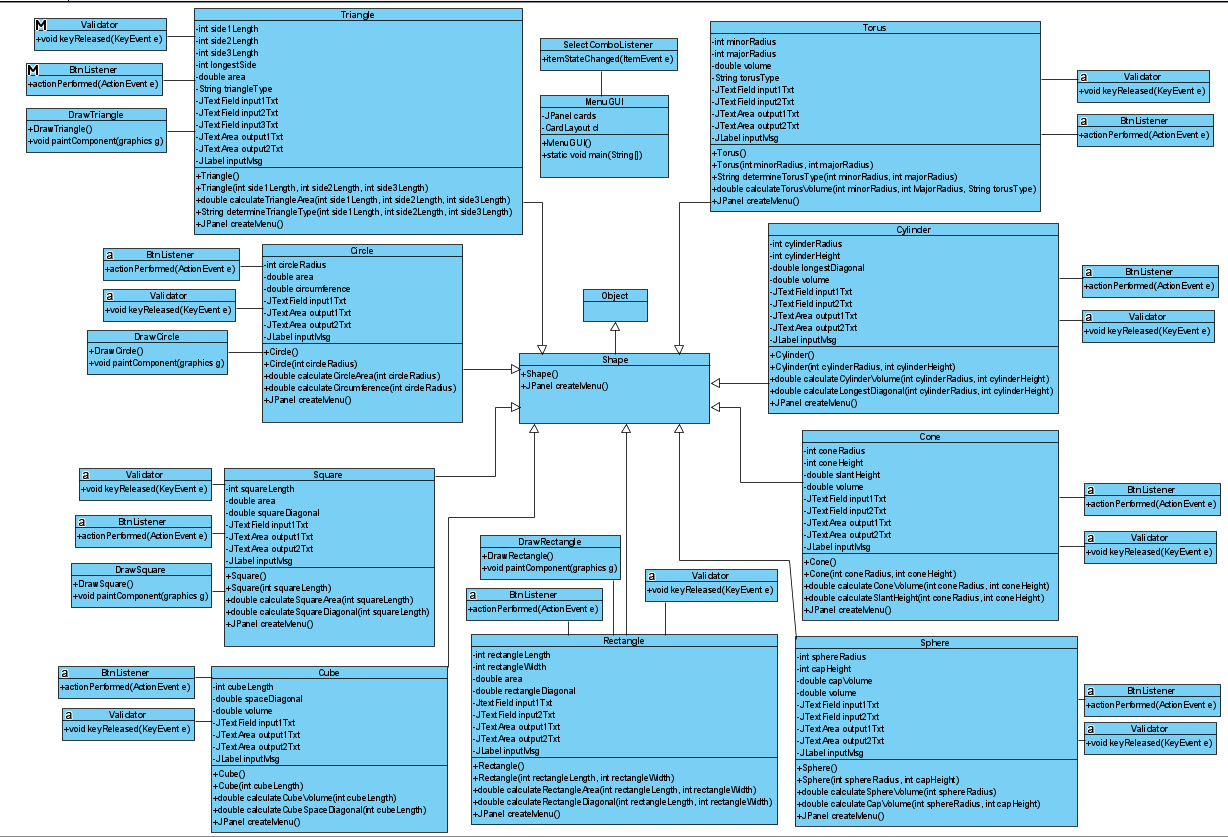 M Validator
+void keyReleased(KeyEvent e)
M BtnListener
+actionPerformed(ActionEvent e)
DrawTriangle
+DrawTriangle()
+void paintComponent(graphics g)
Triangle
-int side1Length
-int side2Length
-int side3Length
-int longestSide
-double area
-String triangleType
-JTextField input1Txt
-JTextField input2Txt
-JTextField input3Txt
-JTextArea output1Txt
-JTextArea output2Txt
-JLabel inputMsg
+Triangle()
+Triangle(int side1Length, int side2Length, int side3Length)
+double calculateTriangleArea(int side1Length, int side2Length, int side3Length)
+String determineTriangleType(int side1Length, int side2Length, int side3Length)
+JPanel createMenu()
SelectComboListener
+itemStateChanged(ItemEvent e)
MenuGUI
-JPanel cards
-CardLayout cl
+MenuGUI()
+static void main(String[])
Torus
-int minorRadius
-int majorRadius
-double volume
-String torusType
-JTextField input1Txt
-JTextField input2Txt
-JTextArea output1Txt
-JTextArea output2Txt
-JLabel inputMsg
+Torus()
+Torus(int minorRadius, int majorRadius)
+String determineTorusType(int minorRadius, int majorRadius)
+double calculateTorusVolume(int minorRadius, int MajorRadius, String torusType)
+JPanel createMenu()
a Validator
+void keyReleased(KeyEvent e)
a BtnListener
+actionPerformed(ActionEvent e)
a BtnListener
+actionPerformed(ActionEvent e)
a Validator
+void keyReleased(KeyEvent e)
DrawCircle
+DrawCircle()
+void paintComponent(graphics g)
Circle
-int circleRadius
-double area
-double circumference
-JTextField input1Txt
-JTextArea output1Txt
-JTextArea output2Txt
-JLabel inputMsg
+Circle()
+Circle(int circleRadius)
+double calculateCircleArea(int circleRadius)
+double calculateCircumference(int circleRadius)
+JPanel createMenu()
Object
Shape
+Shape()
+JPanel createMenu()
Cylinder
-int cylinderRadius
-int cylinderHeight
-double longestDiagonal
-double volume
-JTextField input1Txt
-JTextField input2Txt
-JTextArea output1Txt
-JTextArea output2Txt
-JLabel inputMsg
+Cylinder()
+Cylinder(int cylinderRadius, int cylinderHeight)
+double calculateCylinderVolume(int cylinderRadius, int cylinderHeight)
+double calculateLongestDiagonal(int cylinderRadius, int cylinderHeight)
+JPanel createMenu()
a BtnListener
+actionPerformed(ActionEvent e)
a Validator
+void keyReleased(KeyEvent e)
a Validator
+void keyReleased(KeyEvent e)
a BtnListener
+actionPerformed(ActionEvent e)
DrawSquare
+DrawSquare()
+void paintComponent(graphics g)
Square
-int squareLength
-double area
-double squareDiagonal
-JTextField input1Txt
-JTextArea output1Txt
-JTextArea output2Txt
-JLabel inputMsg
+Square()
+Square(int squareLength)
+double calculateSquareArea(int squareLength)
+double calculateSquareDiagonal(int squareLength)
+JPanel createMenu()
Cone
-int coneRadius
-int coneHeight
-double slantHeight
-double volume
-JTextField input1Txt
-JTextField input2Txt
-JTextArea output1Txt
-JTextArea output2Txt
-JLabel inputMsg
+Cone()
+Cone(int coneRadius, int coneHeight)
+double calculateConeVolume(int coneRadius, int coneHeight)
+double calculateSlantHeight(int coneRadius, int coneHeight)
+JPanel createMenu()
a BtnListener
+actionPerformed(ActionEvent e)
a Validator
+void keyReleased(KeyEvent e)
DrawRectangle
+DrawRectangle()
+void paintComponent(graphics g)
a BtnListener
+actionPerformed(ActionEvent e)
a Validator
+void keyReleased(KeyEvent e)
Rectangle
-int rectangleLength
-int rectangleWidth
-double area
-double rectangleDiagonal
-JtextField input1Txt
-JTextField input2Txt
-JTextArea output1Txt
-JTextArea output2Txt
-JLabel inputMsg
+Rectangle()
+Rectangle(int rectangleLength, int rectangleWidth)
+double calculateRectangleArea(int rectangleLength, int rectangleWidth)
+double calculateRectangleDiagonal(int rectangleLength, int rectangleWidth)
+JPanel createMenu()
a BtnListener
+actionPerformed(ActionEvent e)
a Validator
+void keyReleased(KeyEvent e)
Cube
-int cubeLength
-double spaceDiagonal
-double volume
-JTextField input1Txt
-JTextArea output1Txt
-JTextArea output2Txt
-JLabel inputMsg
+Cube()
+Cube(int cubeLength)
+double calculateCubeVolume(int cubeLength)
+double calculateCubeSpaceDiagonal(int cubeLength)
+JPanel createMenu()
Sphere
-int sphereRadius
-int capHeight
-double capVolume
-double volume
-JTextField input1Txt
-JTextField input2Txt
-JTextArea output1Txt
-JTextArea output2Txt
-JLabel inputMsg
+Sphere()
+Sphere(int sphereRadius, int capHeight)
+double calculateSphereVolume(int sphereRadius)
+double calculateCapVolume(int sphereRadius, int capHeight)
+JPanel createMenu()
a BtnListener
+actionPerformed(ActionEvent e)
a Validator
+void keyReleased(KeyEvent e)